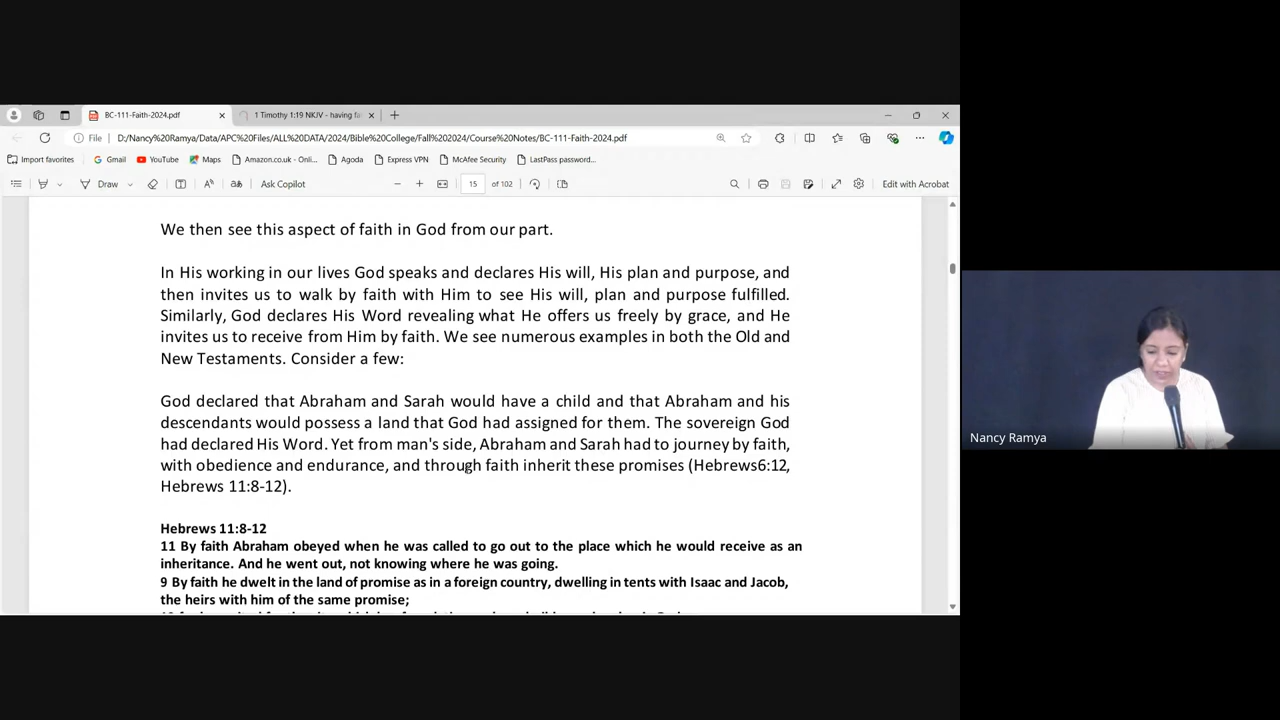 BC-111-Faith-2024.pdf
1 Timothy 1:19 NKJV - having fa
File
D:/Nancy%20Ramya/Data/APC%20Files/ALL%20DATA/2024/Bible%20College/Fall%202024/Course%20Notes/BC-111-Faith-2024.pdf
Import favorites Gmail YouTube Maps Amazon.co.uk - Onli... Agoda Express VPN McAfee Security LastPass password...
Draw Ask Copilot 15 of 102 Edit with Acrobat
We then see this aspect of faith in God from our part.
In His working in our lives God speaks and declares His will, His plan and purpose, and
then invites us to walk by faith with Him to see His will, plan and purpose fulfilled.
Similarly, God declares His Word revealing what He offers us freely by grace, and He
invites us to receive from Him by faith. We see numerous examples in both the Old and
New Testaments. Consider a few:
God declared that Abraham and Sarah would have a child and that Abraham and his
descendants would possess a land that God had assigned for them. The sovereign God
had declared His Word. Yet from man's side, Abraham and Sarah had to journey by faith,
with obedience and endurance, and through faith inherit these promises (Hebrews6:12,
Hebrews 11:8-12).
Hebrews 11:8-12
11 By faith Abraham obeyed when he was called to go out to the place which he would receive as an
inheritance. And he went out, not knowing where he was going.
9 By faith he dwelt in the land of promise as in a foreign country, dwelling in tents with Isaac and Jacob,
the heirs with him of the same promise;
Nancy Ramya